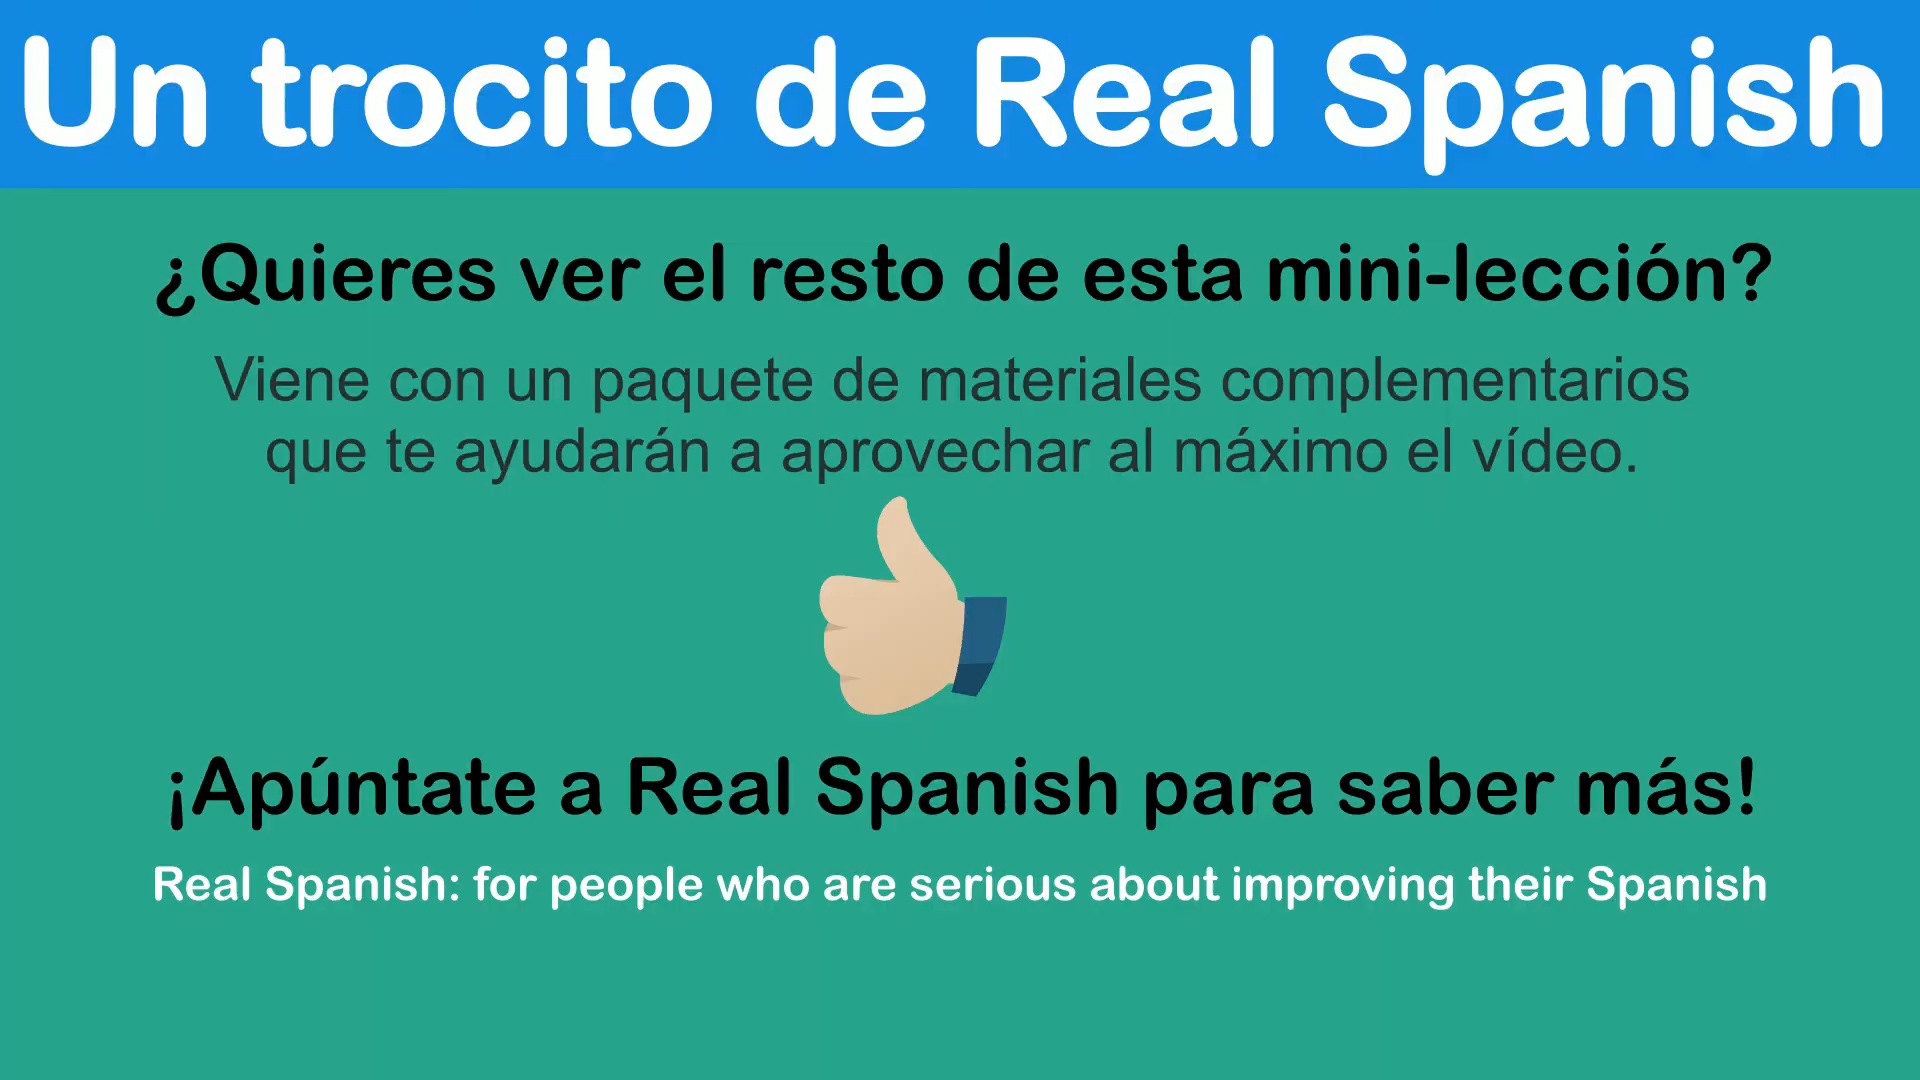 Un trocito de Real Spanish
¿Quieres ver el resto de esta mini-lección?
Viene con un paquete de materiales complementarios
que te ayudarán a aprovechar al máximo el vídeo.
¡Apúntate a Real Spanish para saber más!
Real Spanish: for people who are serious about improving their Spanish